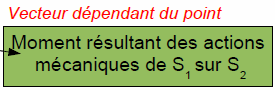 Vecteur dépendant du point
Moment résultant des actions
mécaniques de S1 sur S2